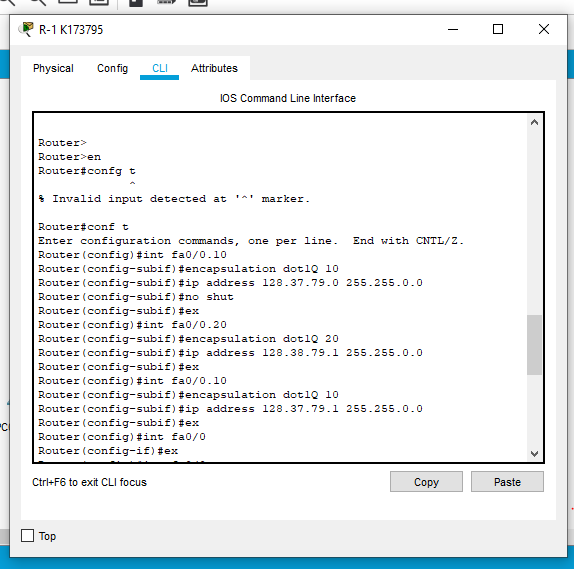 R-1 K173795
Physical Config CLI Attributes
IOS Command Line Interface
Router>
Router>en
Router#confg t
^
% Invalid input detected at '^' marker.
Router#conf t
Enter configuration commands, one per line. End with CNTL/Z.
Router(config)#int fa0/0.10
Router(config-subif)#encapsulation dot1Q 10
Router(config-subif)#ip address 128.37.79.0 255.255.0.0
Router(config-subif)#no shut
Router(config-subif)#ex
Router(config)#int fa0/0.20
Router(config-subif)#encapsulation dot1Q 20
Router(config-subif)#ip address 128.38.79.1 255.255.0.0
Router(config-subif)#ex
Router(config)#int fa0/0.10
Router(config-subif)#encapsulation dot1Q 10
Router(config-subif)#ip address 128.37.79.1 255.255.0.0
Router(config-subif)#ex
Router(config)#int fa0/0
Router(config-if)#ex
Ctrl+F6 to exit CLI focus
Copy Paste
Top